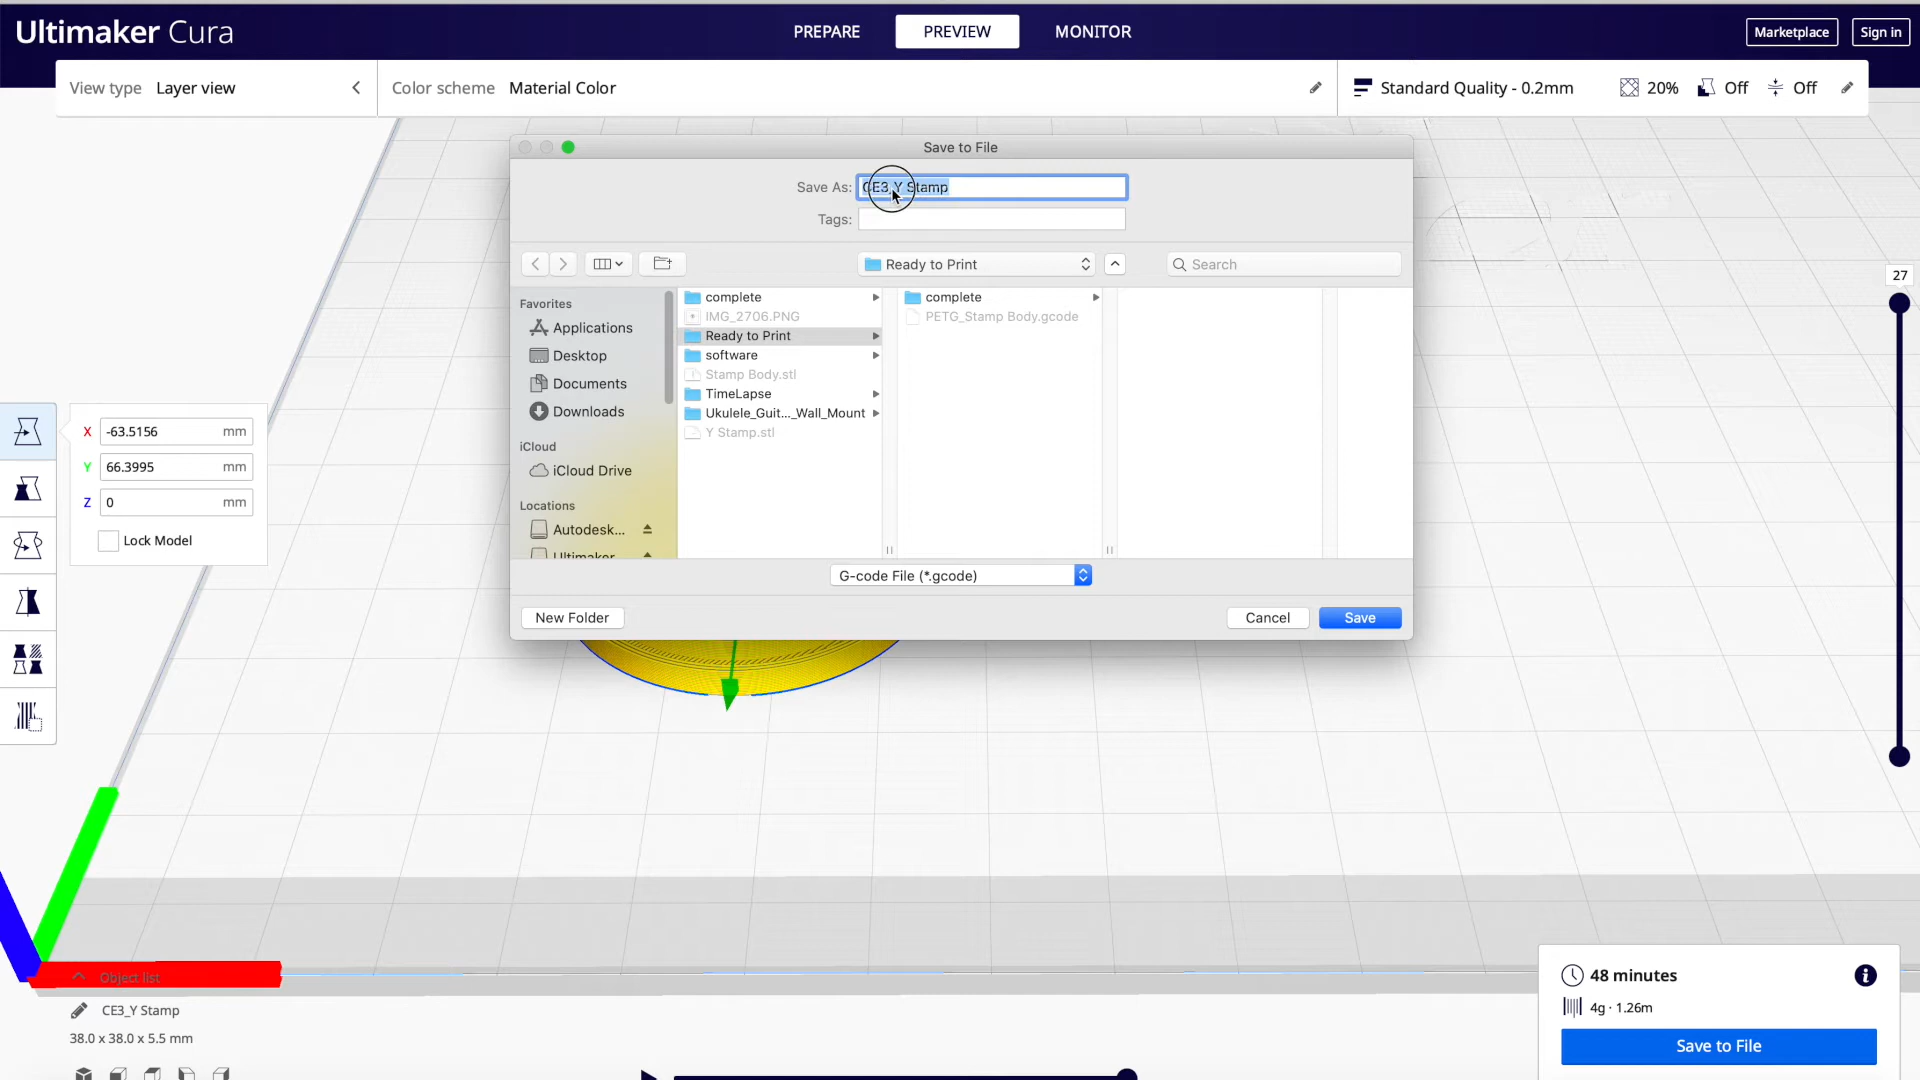 Ultimaker Cura
PREPARE
PREVIEW
MONITOR
Marketplace
Sign in
View type Layer view
Color scheme Material Color
Standard Quality - 0.2mm
20%
Off
Off
Save to File
Save As: CE3_Y Stamp
Tags:
Ready to Print
Search
Favorites
Applications
Desktop
Documents
Downloads
iCloud
iCloud Drive
Locations
Autodesk...
Ultimaker
complete
IMG_2706.PNG
Ready to Print
software
Stamp Body.stl
TimeLapse
Ukulele_Guit..._Wall_Mount
Y Stamp.stl
complete
PETG_Stamp Body.gcode
G-code File (*.gcode)
New Folder
Cancel
Save
27
X -63.5156 mm
Y 66.3995 mm
Z 0 mm
Lock Model
Object list
CE3_Y Stamp
38.0 x 38.0 x 5.5 mm
48 minutes
4g · 1.26m
Save to File